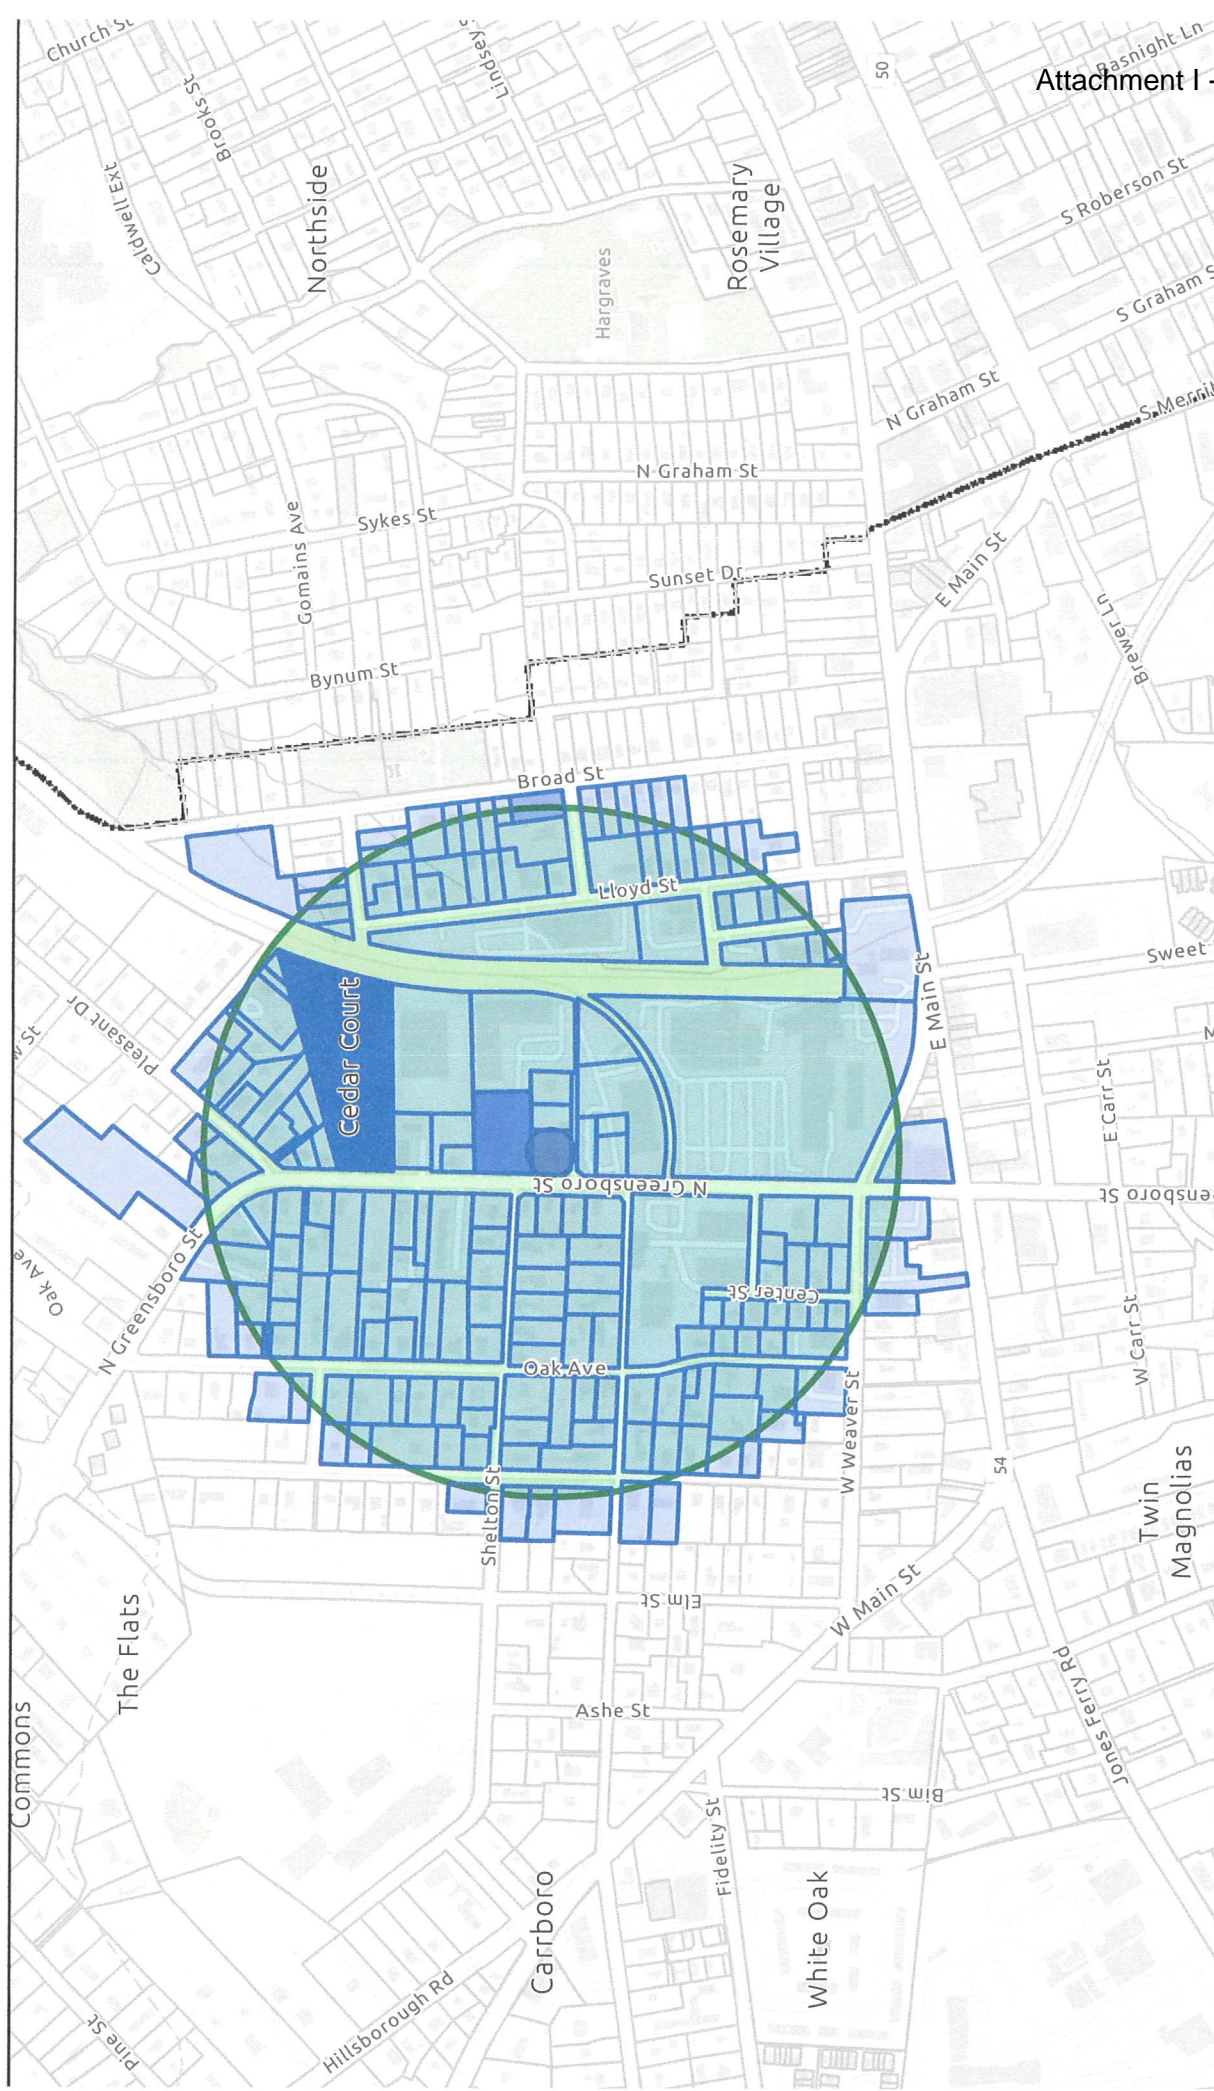 Church St
Brooks St
Lindsey S
50
Basnight Ln
Attachment I -
Caldwell Ext
Northside
Rosemary
Village
S Roberson St
Hargraves
S Graham S
N Graham St
S Merrit
N Graham St
Sykes St
Gomains Ave
Sunset Dr
E Main St
Brewer Ln
Bynum St
Broad St
Lloyd St
Sweet
E Main St
Cedar Court
Pleasant Dr
w St
E Carr St
N Greensboro St
eensboro St
N Greensboro St
Oak Ave
Center St
W Carr St
Oak Ave
W Weaver St
54
Shelton St
Twin
Magnolias
Elm St
W Main St
The Flats
Commons
Ashe St
Jones Ferry Rd
Bim St
Fidelity St
Carrboro
White Oak
Hillsborough Rd
Pine St